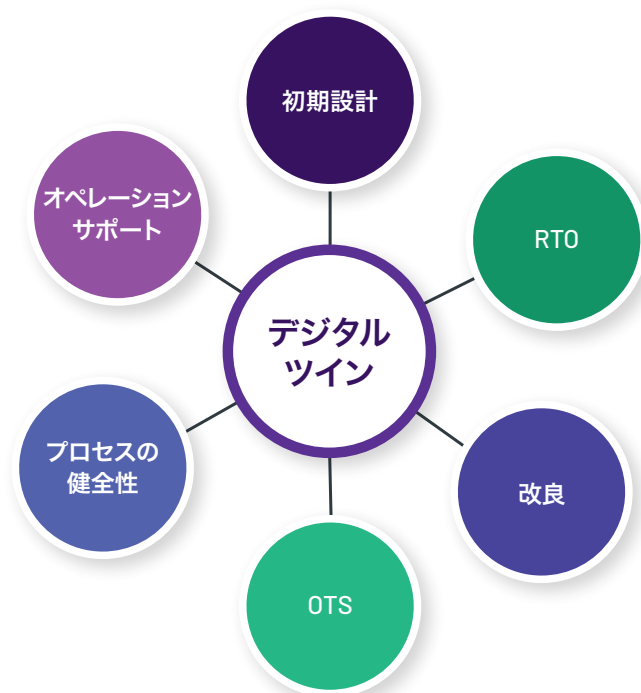 初期設計
オペレーション
サポート
RTO
デジタル
ツイン
プロセスの
健全性
改良
OTS